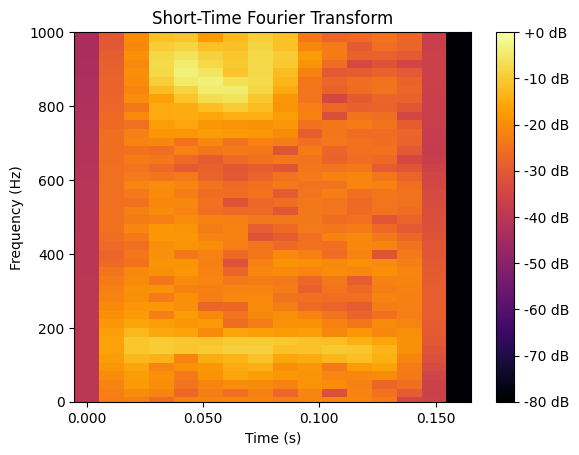 Short-Time Fourier Transform
1000
800
600
400
200
0
Frequency (Hz)
0.000
0.050
0.100
0.150
Time (s)
+0 dB
-10 dB
-20 dB
-30 dB
-40 dB
-50 dB
-60 dB
-70 dB
-80 dB